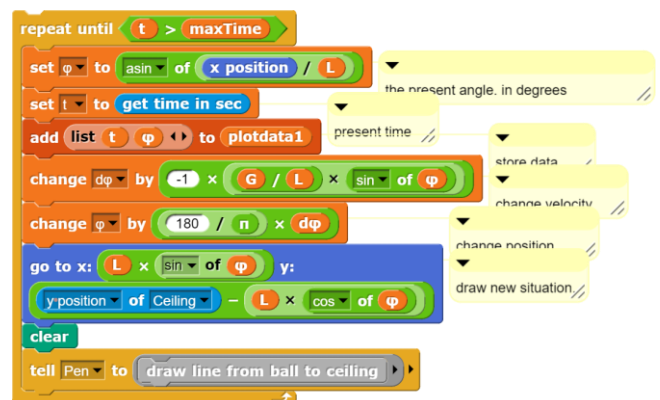 repeat until t > maxTime
set φ to asin of x position / L
the present angle. in degrees
set t to get time in sec
present time
add list t φ to plotdata1
store data
change dφ by -1 × G / L × sin of φ
change velocity
change φ by 180 / π × dφ
change position
go to x: L × sin of φ y:
draw new situation
y position of Ceiling − L × cos of φ
clear
tell Pen to draw line from ball to ceiling